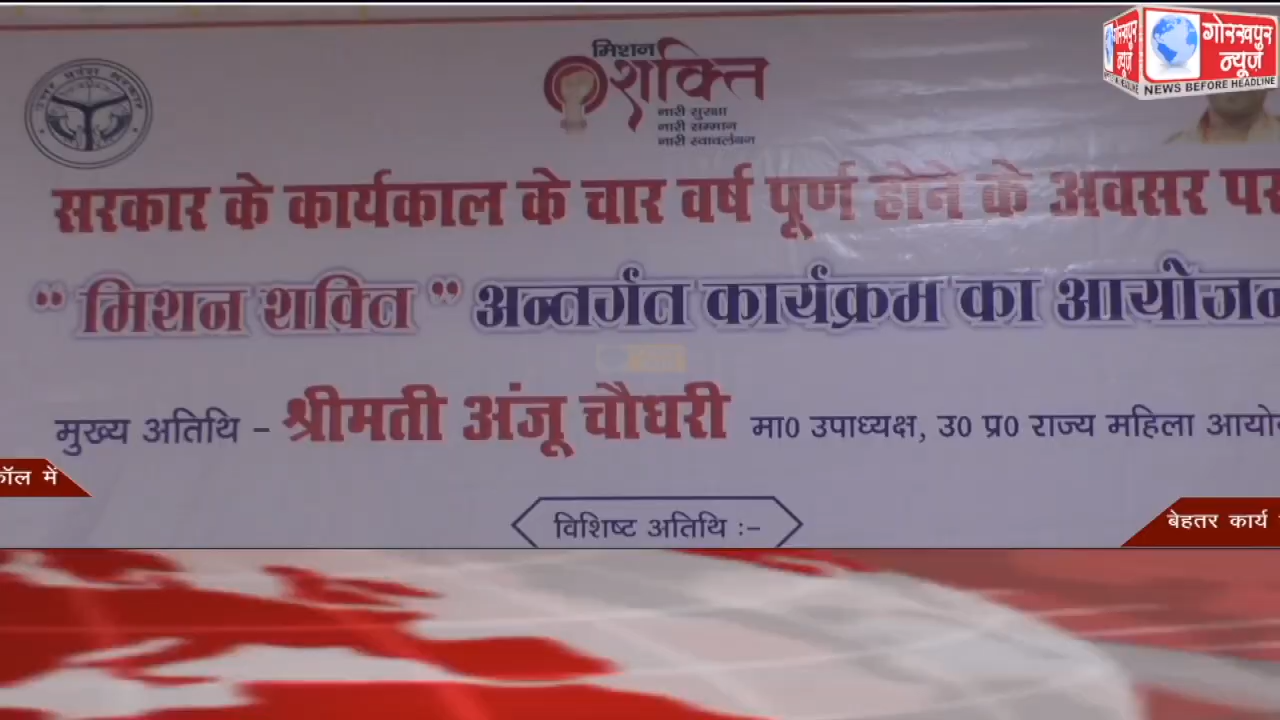 गोरखपुर
न्यूज़
NEWS BEFORE HEADLINE
मिशन
शक्ति
नारी सुरक्षा
नारी सम्मान
नारी स्वावलंबन
सरकार के कार्यकाल के चार वर्ष पूर्ण होने के अवसर पर
“ मिशन शक्ति ” अन्तर्गत कार्यक्रम का आयोजन
मुख्य अतिथि – श्रीमती अंजू चौधरी मा0 उपाध्यक्ष, उ0 प्र0 राज्य महिला
में
विशिष्ट अतिथि :–
बेहतर कार्य